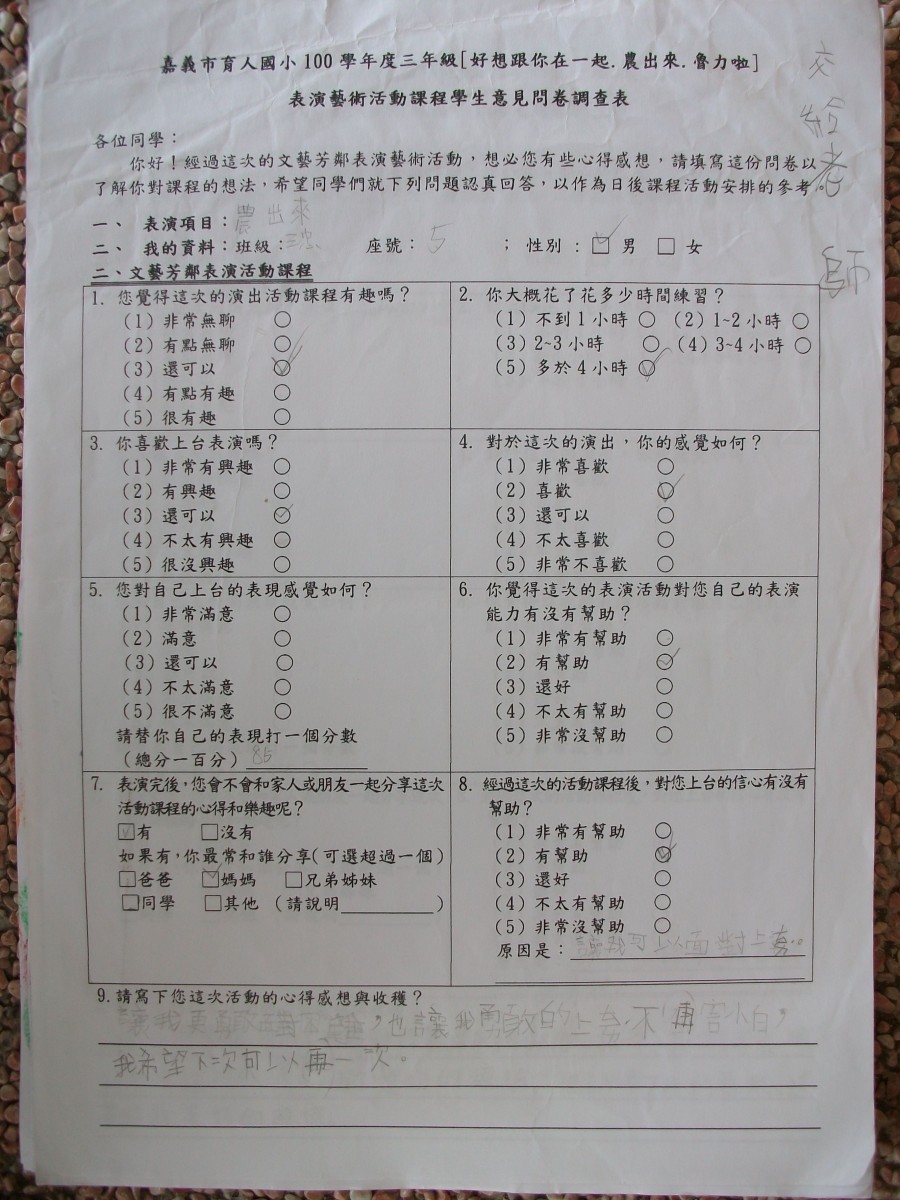 嘉義市育人國小100學年度三年級[好想跟你在一起.農出來.魯力啦]
表演藝術活動課程學生意見問卷調查表
交給老師
各位同學：
你好！經過這次的文藝芳鄰表演藝術活動，想必您有些心得感想，請填寫這份問卷以
了解你對課程的想法，希望同學們就下列問題認真回答，以作為日後課程活動安排的參考。
一、 表演項目：農出來
二、 我的資料：班級：三忠 座號：5 ；性別：☑男 □女
二、文藝芳鄰表演活動課程
1. 您覺得這次的演出活動課程有趣嗎？
(1)非常無聊 ○
(2)有點無聊 ○
(3)還可以 ○
(4)有點有趣 ○
(5)很有趣 ○
2. 你大概花了花多少時間練習？
(1)不到1小時 ○ (2)1~2小時 ○
(3)2~3小時 ○ (4)3~4小時 ○
(5)多於4小時 ○
3. 你喜歡上台表演嗎？
(1)非常有興趣 ○
(2)有興趣 ○
(3)還可以 ○
(4)不太有興趣 ○
(5)很沒興趣 ○
4. 對於這次的演出，你的感覺如何？
(1)非常喜歡 ○
(2)喜歡 ○
(3)還可以 ○
(4)不太喜歡 ○
(5)非常不喜歡 ○
5. 您對自己上台的表現感覺如何？
(1)非常滿意 ○
(2)滿意 ○
(3)還可以 ○
(4)不太滿意 ○
(5)很不滿意 ○
請替你自己的表現打一個分數
(總分一百分) 85
6. 你覺得這次的表演活動對您自己的表演
能力有沒有幫助？
(1)非常有幫助 ○
(2)有幫助 ○
(3)還好 ○
(4)不太有幫助 ○
(5)非常沒幫助 ○
7. 表演完後，您會不會和家人或朋友一起分享這次
活動課程的心得和樂趣呢？
☑有 □沒有
如果有，你最常和誰分享(可選超過一個)
□爸爸 ☑媽媽 □兄弟姊妹
□同學 □其他 (請說明 )
8. 經過這次的活動課程後，對您上台的信心有沒有
幫助？
(1)非常有幫助 ○
(2)有幫助 ○
(3)還好 ○
(4)不太有幫助 ○
(5)非常沒幫助 ○
原因是：讓我可以面對上
9.請寫下您這次活動的心得感想與收穫？
讓我更 ，也讓我勇敢的上台，不再害，
我希望下次可以再一次。